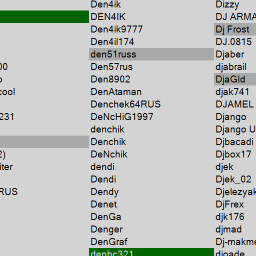 00
o
cool
231
2)
iter
RUS
Den4ik
DEN4IK
Den4ik9777
Den4il174
den51russ
Den57rus
Den8902
DenAtaman
Denchek64RUS
DeNcHiG1997
denchik
Denchik
DeNchik
dendi
Dendi
Dendy
Denet
DenGa
Denger
DenGraf
denhc321
Dizzy
DJ ARMA
Dj Frost
DJ.0815
Djaber
djabrail
DjaGld
djak741
DJAMEL
Django
Django U
Djbacadi
Djbox17
djek
Djek_02
Djelezyak
DjFrex
djk176
djmad
Dj-makme
djoade